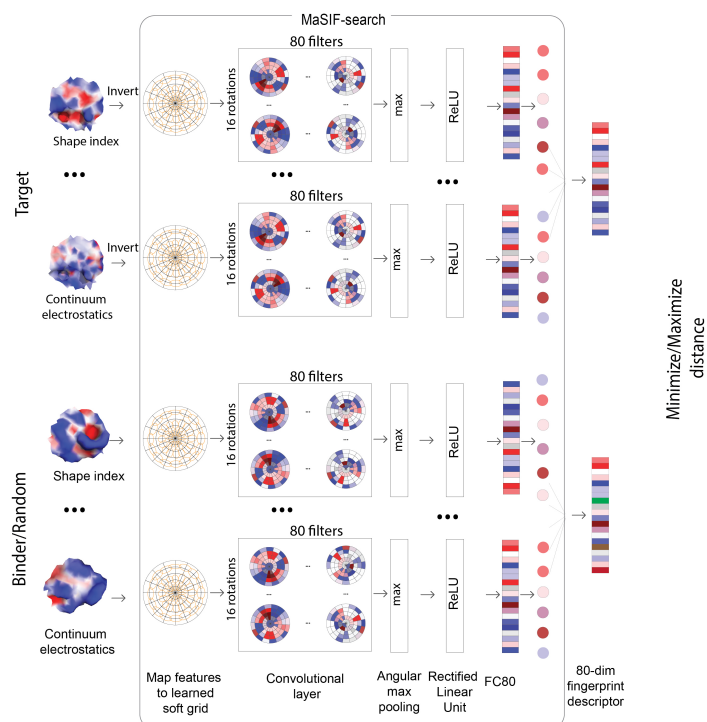 MaSIF-search
80 filters
Invert
16 rotations
...
...
...
max
ReLU
Shape index
•••
•••
•••
Target
80 filters
Invert
16 rotations
...
...
...
max
ReLU
Continuum
electrostatics
Minimize/Maximize
distance
80 filters
16 rotations
...
...
...
max
ReLU
Shape index
•••
•••
•••
Binder/Random
80 filters
16 rotations
...
...
...
max
ReLU
Continuum
electrostatics
Map features
to learned
soft grid
Convolutional
layer
Angular
max
pooling
Rectified
Linear
Unit
FC80
80-dim
fingerprint
descriptor